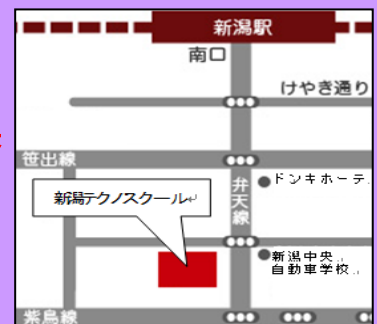 新潟駅
南口
けやき通り
笹出線
弁天線
ドンキホーテ
新潟テクノスクール
新潟中央
自動車学校
紫鳥線